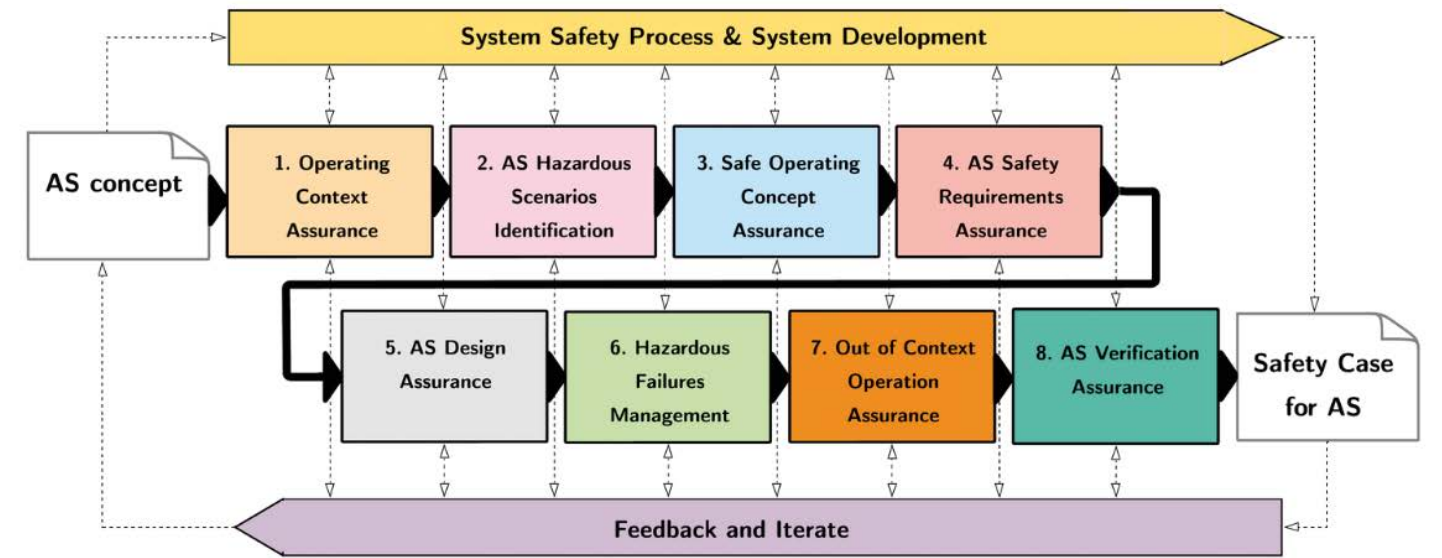 System Safety Process & System Development
AS concept
1. Operating
Context
Assurance
2. AS Hazardous
Scenarios
Identification
3. Safe Operating
Concept
Assurance
4. AS Safety
Requirements
Assurance
5. AS Design
Assurance
6. Hazardous
Failures
Management
7. Out of Context
Operation
Assurance
8. AS Verification
Assurance
Safety Case
for AS
Feedback and Iterate